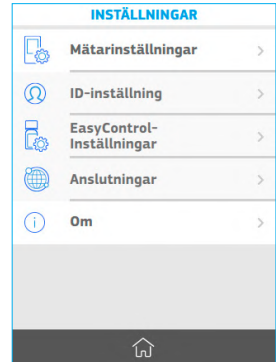 INSTÄLLNINGAR
Mätarinställningar
ID-inställning
EasyControl-
Inställningar
Anslutningar
Om